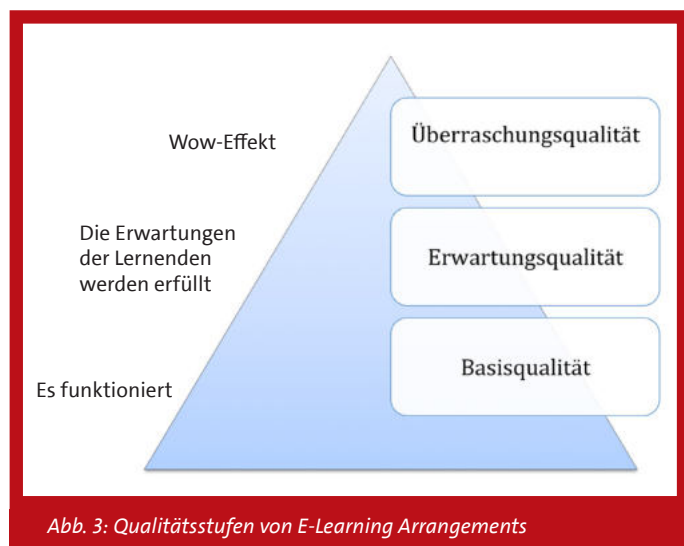 Wow-Effekt
Überraschungsqualität
Die Erwartungen
der Lernenden
werden erfüllt
Erwartungsqualität
Es funktioniert
Basisqualität
Abb. 3: Qualitätsstufen von E-Learning Arrangements